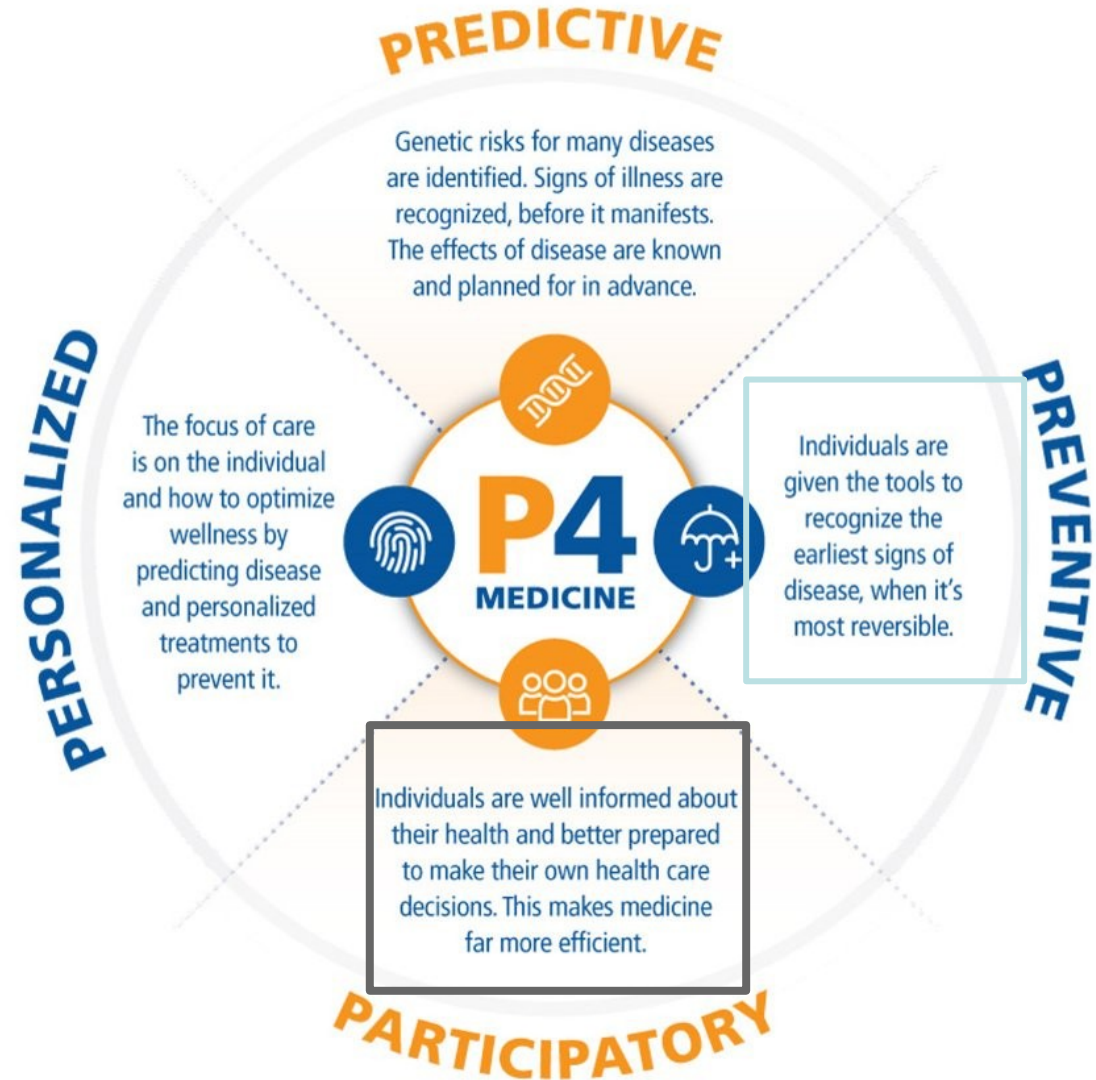 PREDICTIVE
Genetic risks for many diseases
are identified. Signs of illness are
recognized, before it manifests.
The effects of disease are known
and planned for in advance.
PERSONALIZED
The focus of care
is on the individual
and how to optimize
wellness by
predicting disease
and personalized
treatments to
prevent it.
P4
MEDICINE
PREVENTIVE
Individuals are
given the tools to
recognize the
earliest signs of
disease, when it's
most reversible.
Individuals are well informed about
their health and better prepared
to make their own health care
decisions. This makes medicine
far more efficient.
PARTICIPATORY